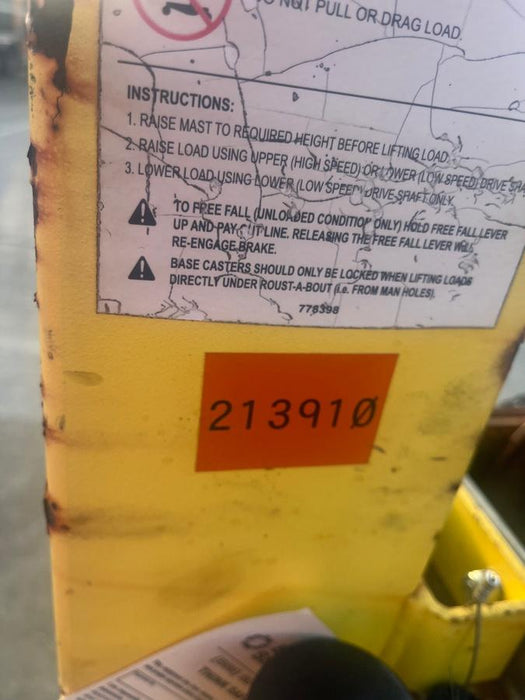 NOT PULL OR DRAG LOAD
INSTRUCTIONS:
1. RAISE MAST TO REQUIRED HEIGHT BEFORE LIFTING LOAD.
2. RAISE LOAD USING UPPER (HIGH SPEED) OR LOWER (LOW SPEED) DRIVE
3. LOWER LOAD USING LOWER (LOW SPEED) DRIVE SHAFT ONLY.
TO FREE FALL (UNLOADED CONDITION ONLY) HOLD FREE FALL LEVER
UP AND PAY OUT LINE. RELEASING THE FREE FALL LEVER WILL
RE-ENGAGE BRAKE.
BASE CASTERS SHOULD ONLY BE LOCKED WHEN LIFTING LOADS
DIRECTLY UNDER ROUST-A-BOUT (i.e. FROM MAN HOLES).
776398
213910